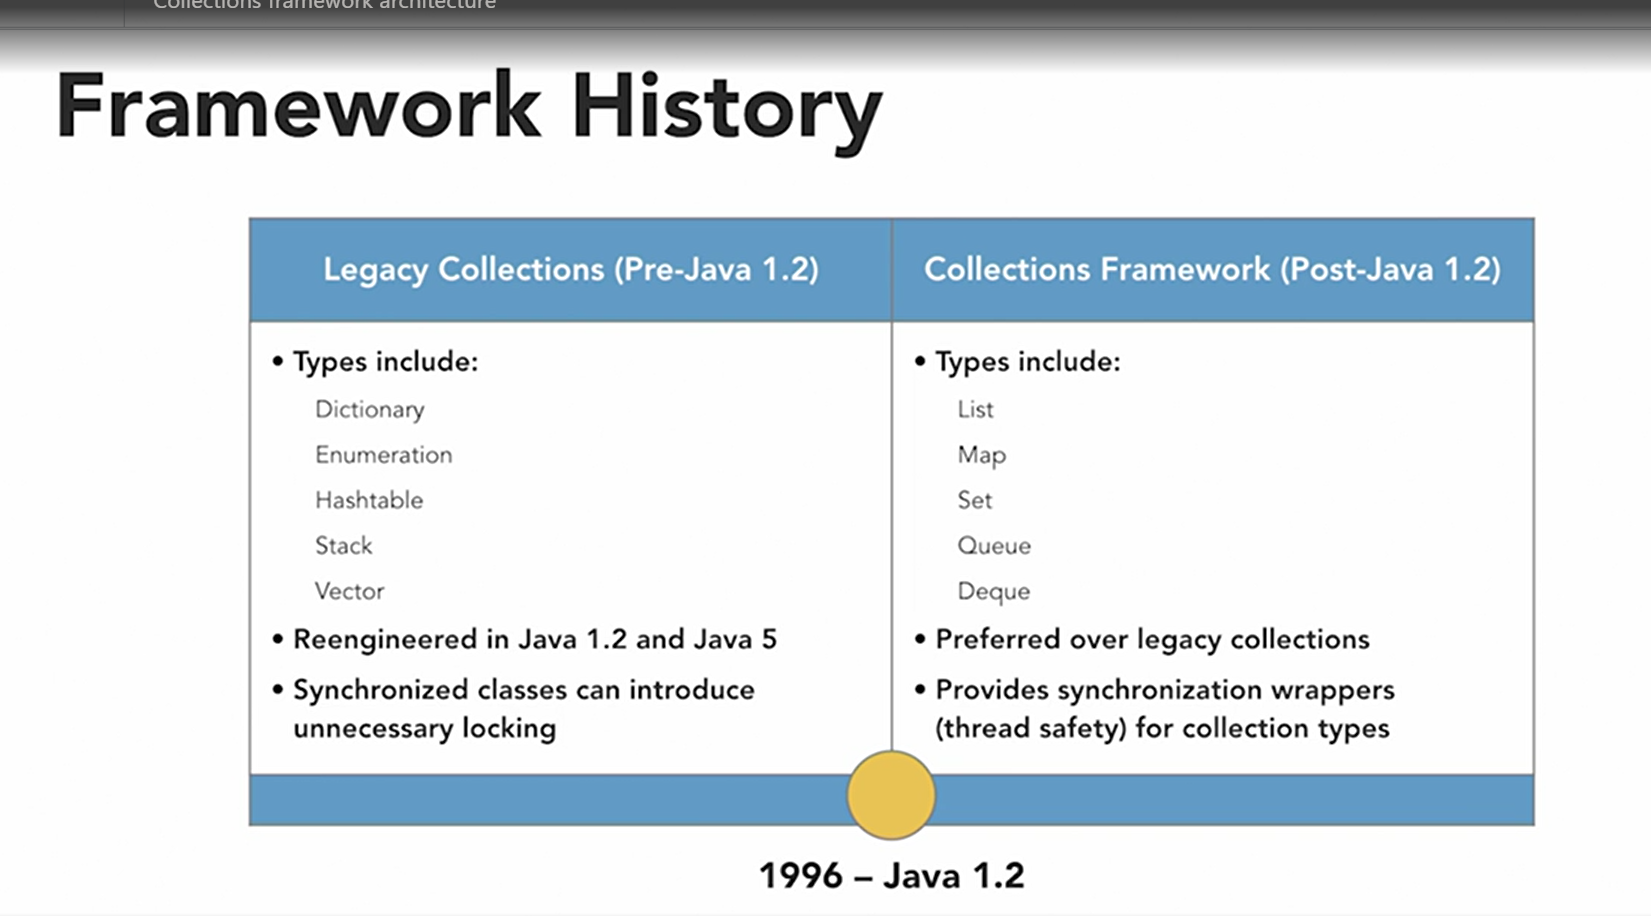 Collections framework architecture
Framework History
Legacy Collections (Pre-Java 1.2)
Collections Framework (Post-Java 1.2)
• Types include:
Dictionary
Enumeration
Hashtable
Stack
Vector
• Reengineered in Java 1.2 and Java 5
• Synchronized classes can introduce
unnecessary locking
• Types include:
List
Map
Set
Queue
Deque
• Preferred over legacy collections
• Provides synchronization wrappers
(thread safety) for collection types
1996 – Java 1.2